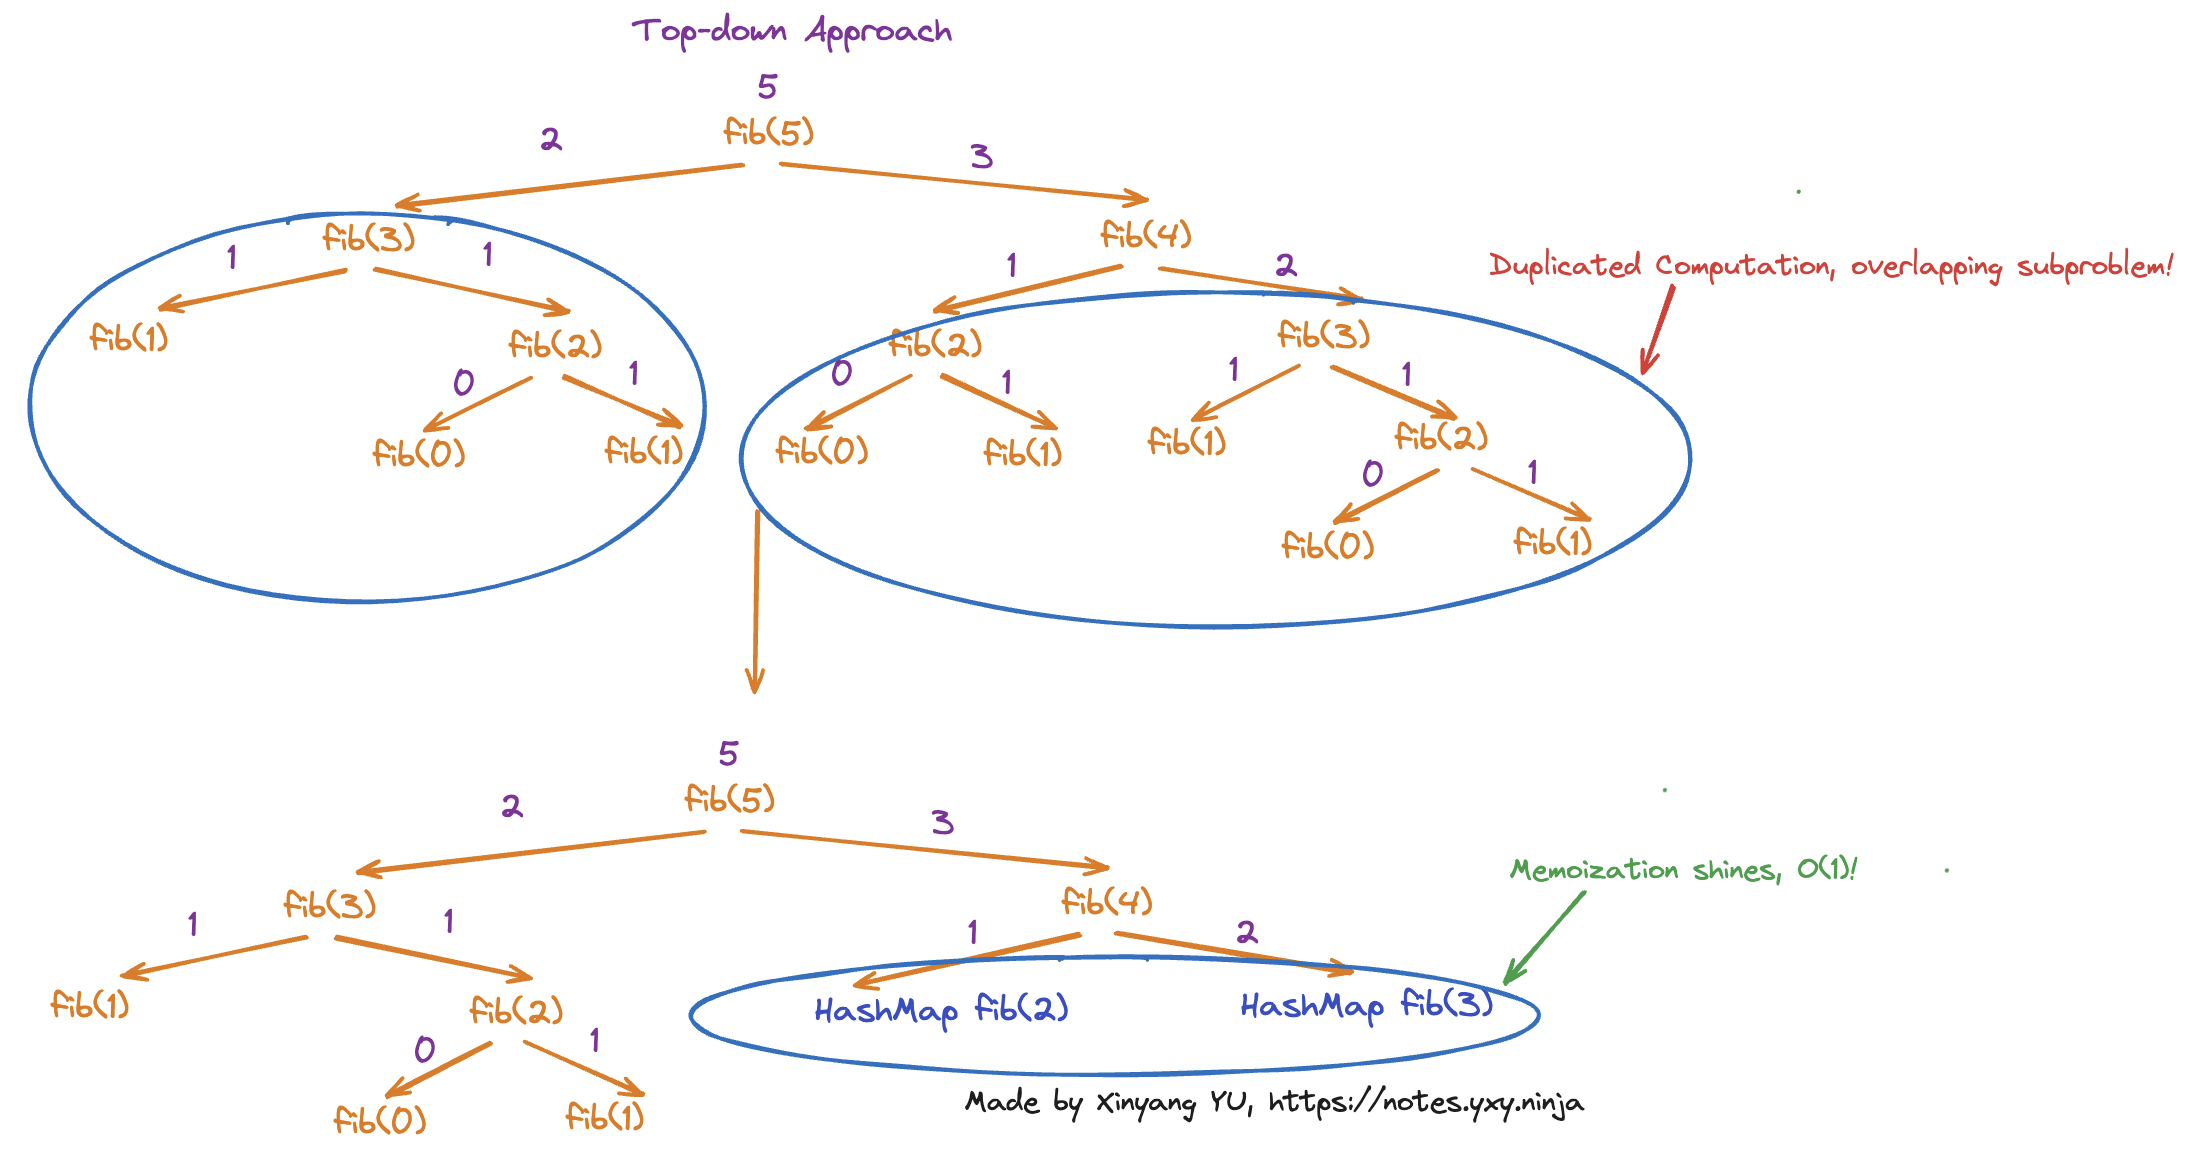 Top-down Approach
5
fib(5)
2
3
fib(3)
fib(4)
1
1
1
2
Duplicated Computation, overlapping subproblem!
fib(1)
fib(2)
fib(2)
fib(3)
0
1
0
1
1
1
fib(0)
fib(1)
fib(0)
fib(1)
fib(1)
fib(2)
0
1
fib(0)
fib(1)
5
fib(5)
2
3
Memoization shines, O(1)!
fib(3)
fib(4)
1
1
1
2
fib(1)
fib(2)
HashMap fib(2)
HashMap fib(3)
0
1
fib(0)
fib(1)
Made by Xinyang YU, https://notes.yxy.ninja